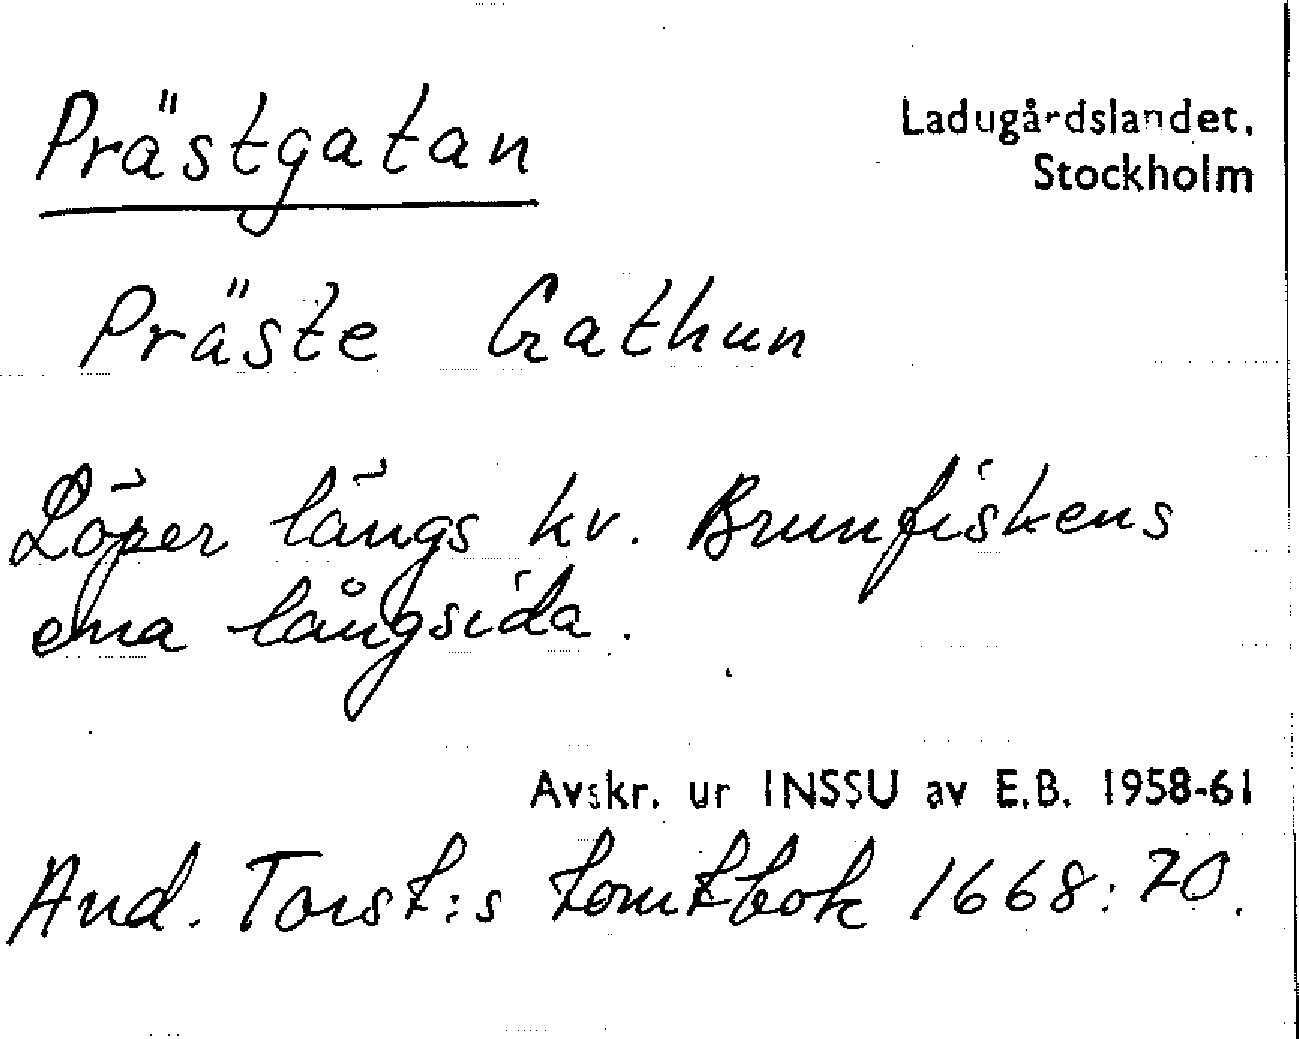 Prästgatan
Ladugårdslandet,
Stockholm
Präste Gathun
Löper längs kv. Brunfiskens
ena långsida.
Avskr. ur INSSU av E.B. 1958-61
And. Torst:s tomtbok 1668: 70.